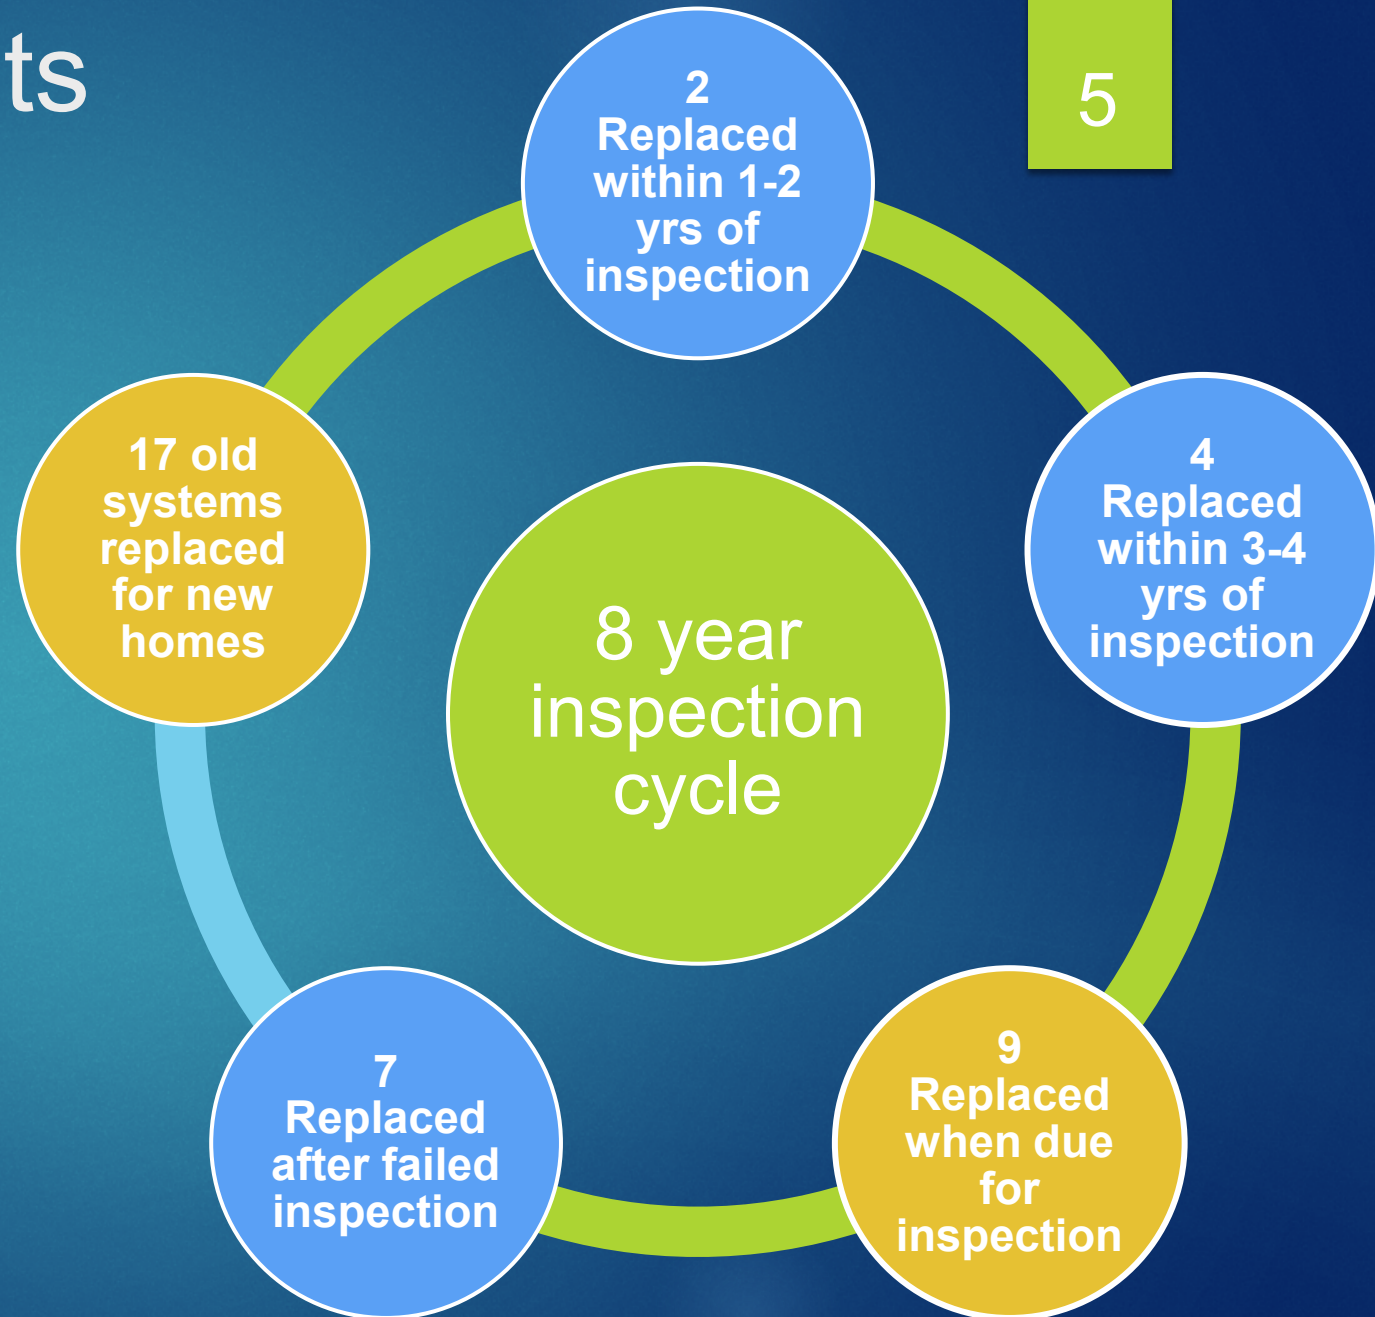 ts
5
2
Replaced
within 1-2
yrs of
inspection
4
Replaced
within 3-4
yrs of
inspection
9
Replaced
when due
for
inspection
7
Replaced
after failed
inspection
17 old
systems
replaced
for new
homes
8 year
inspection
cycle